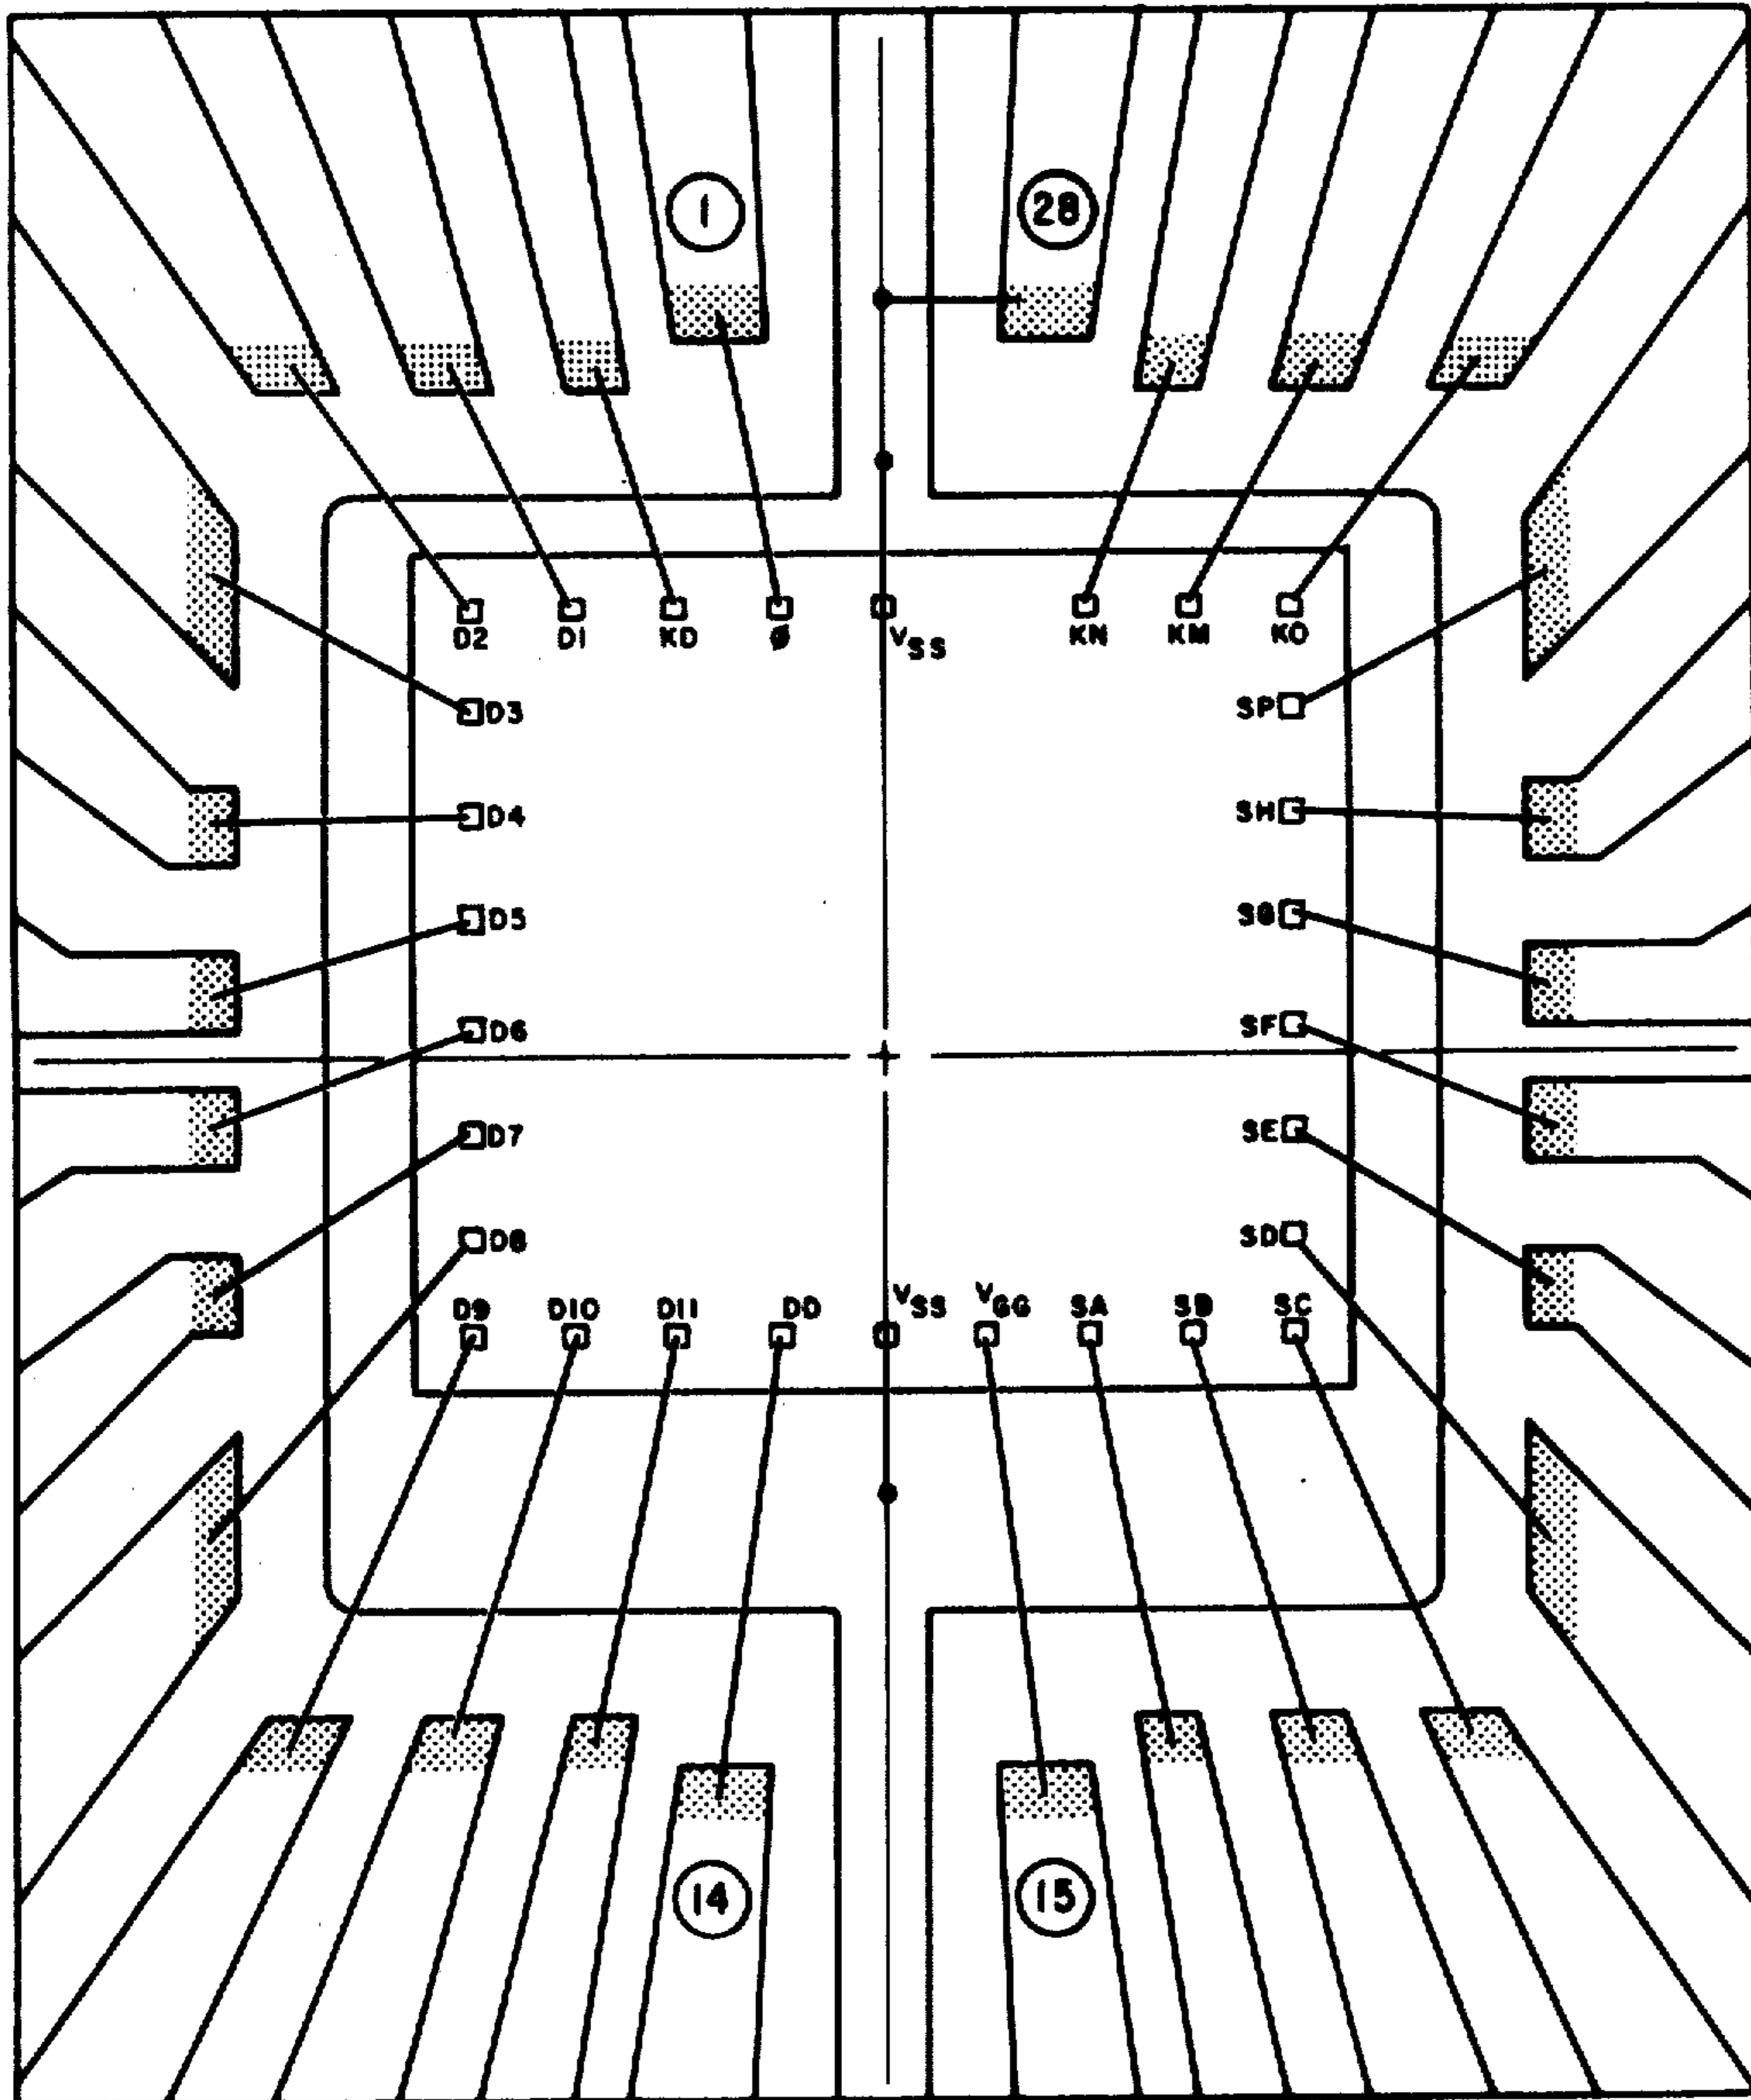 1 28
D2 D1 KD Ø VSS KN KM KO
D3 SP
D4 SH
D5 SG
D6 SF
D7 SE
D8 SD
D9 D10 D11 DD VSS VGG SA SB SC
14 15